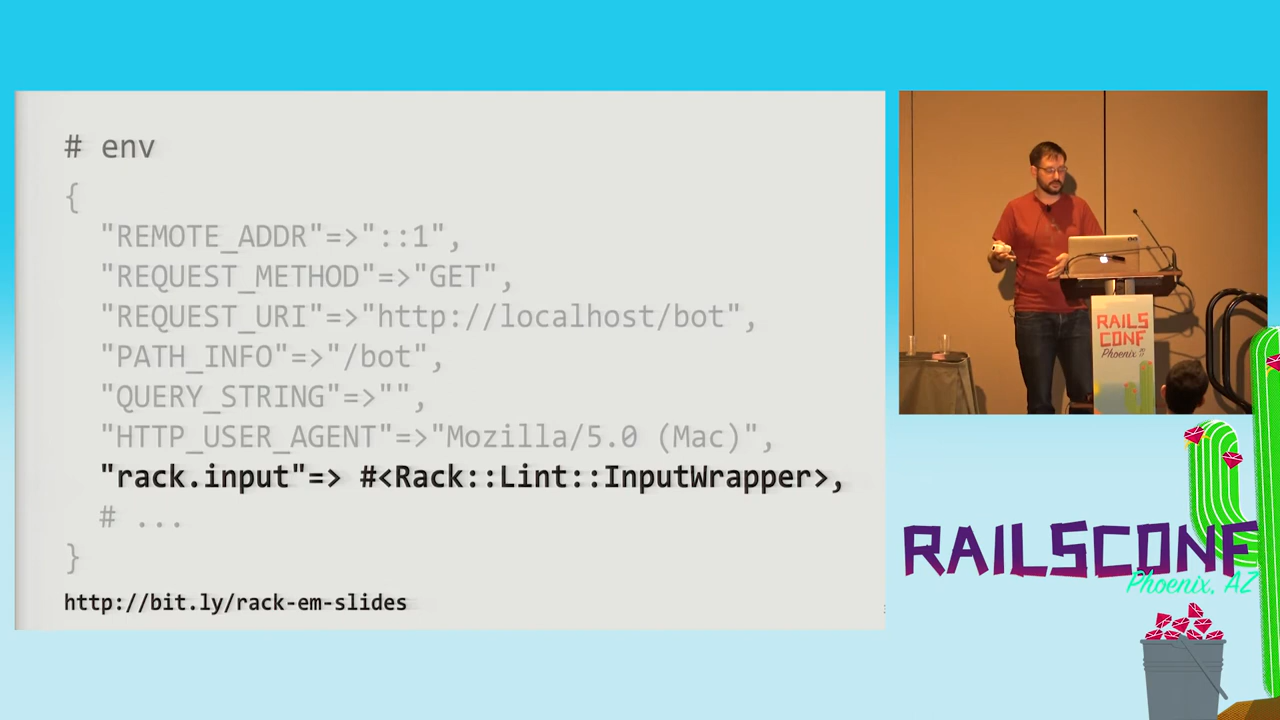 # env
{
"REMOTE_ADDR"=>"::1",
"REQUEST_METHOD"=>"GET",
"REQUEST_URI"=>"http://localhost/bot",
"PATH_INFO"=>"/bot",
"QUERY_STRING"=>"",
"HTTP_USER_AGENT"=>"Mozilla/5.0 (Mac)",
"rack.input"=> #<Rack::Lint::InputWrapper>,
# ...
}
http://bit.ly/rack-em-slides
RAILS
CONF
Phoenix
RAILSCONF
Phoenix, AZ